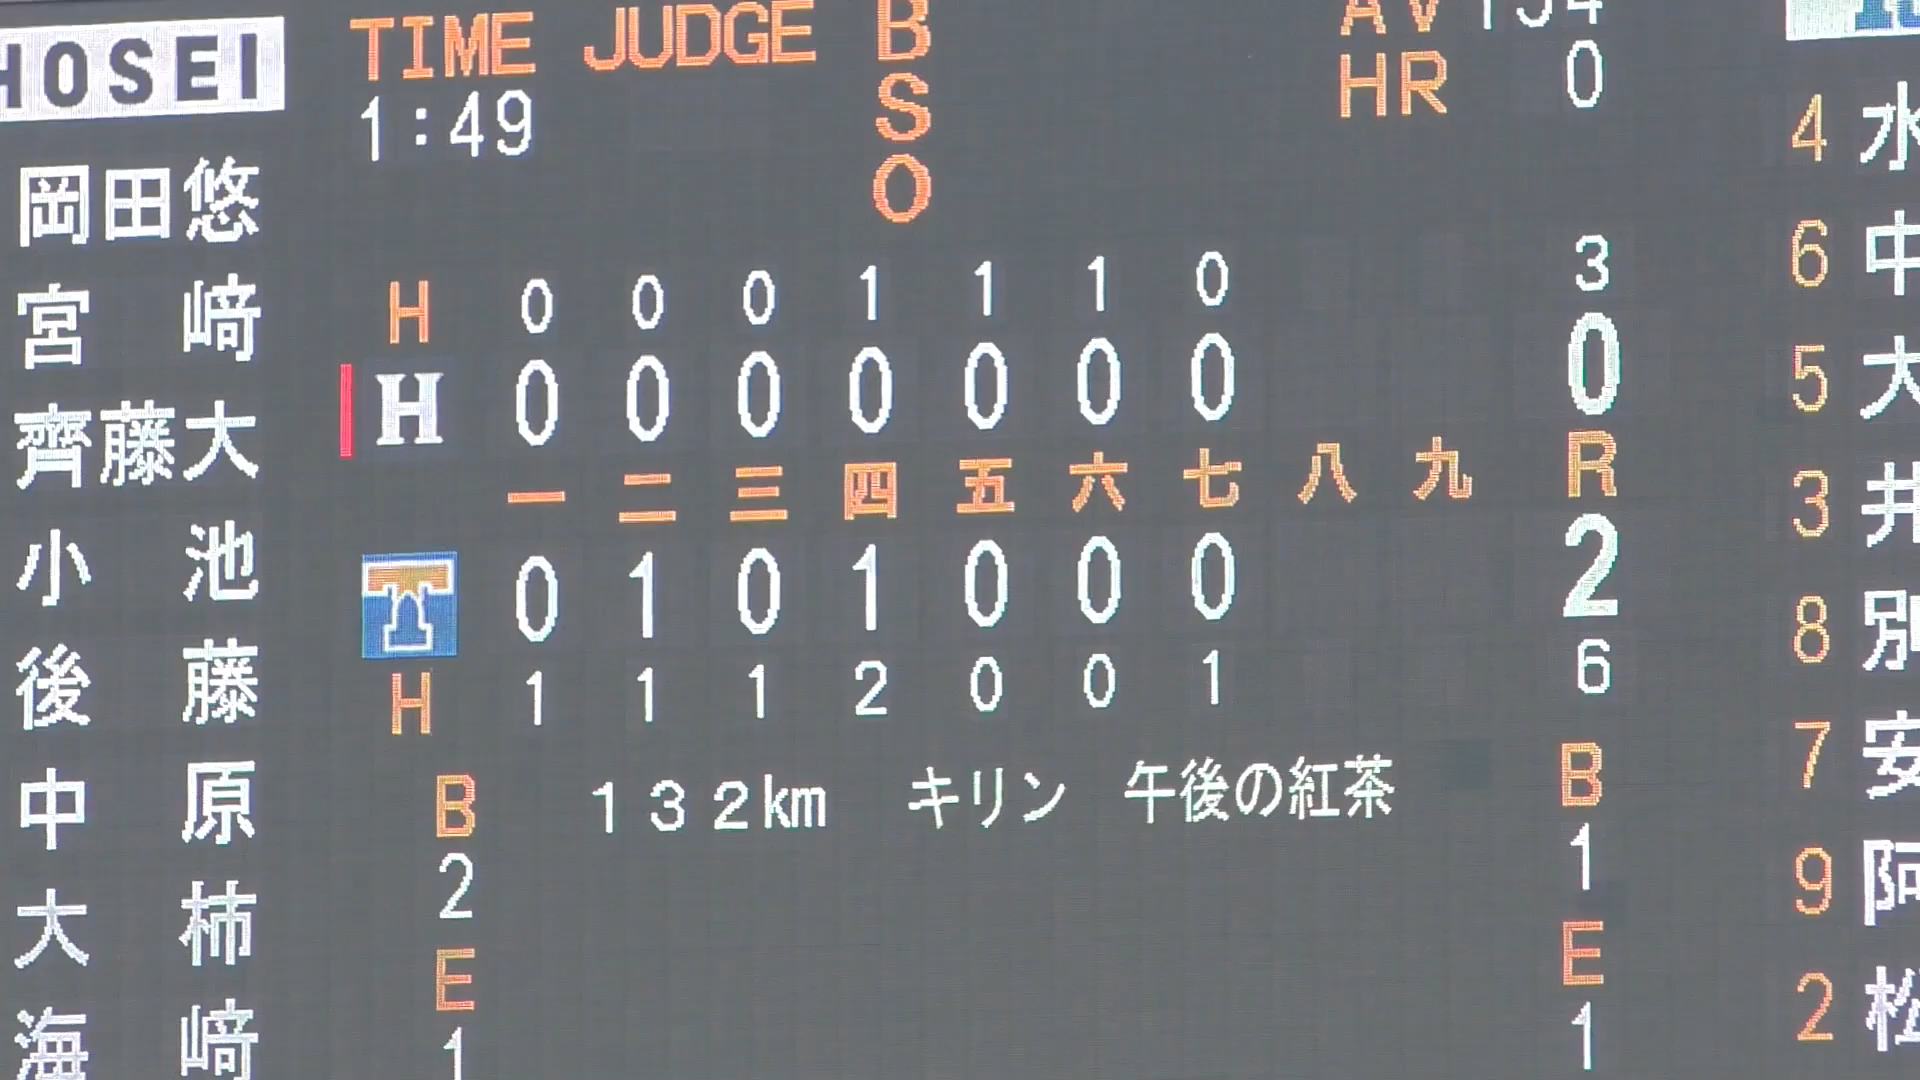 HOSEI
TIME JUDGE B
1:49
S
O
HR 0
岡田悠
宮﨑
齊藤大
小池
後藤
中原
大柿
海﨑
H 0 0 0 1 1 1 0 3
H 0 0 0 0 0 0 0 0
一 二 三 四 五 六 七 八 九 R
T 0 1 0 1 0 0 0 2
H 1 1 1 2 0 0 1 6
B 132km キリン 午後の紅茶 B
2 1
E E
1 1
4 水
6 中
5 大
3 井
8 別
7 安
9 阿
2 松